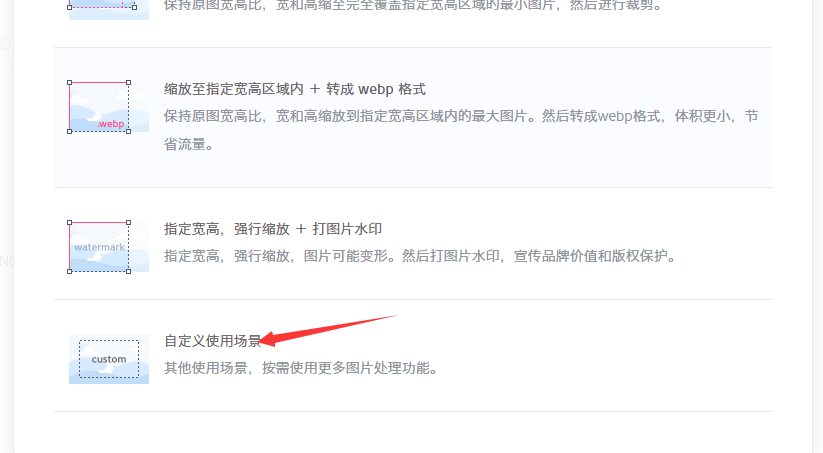 保持原图宽高比，宽和高缩至完全覆盖指定宽高区域的最小图片，然后进行裁剪。
缩放至指定宽高区域内 ＋ 转成 webp 格式
.webp
保持原图宽高比，宽和高缩放到指定宽高区域内的最大图片。然后转成webp格式，体积更小，节
省流量。
指定宽高，强行缩放 ＋ 打图片水印
watermark
指定宽高，强行缩放，图片可能变形。然后打图片水印，宣传品牌价值和版权保护。
自定义使用场景
custom
其他使用场景，按需使用更多图片处理功能。